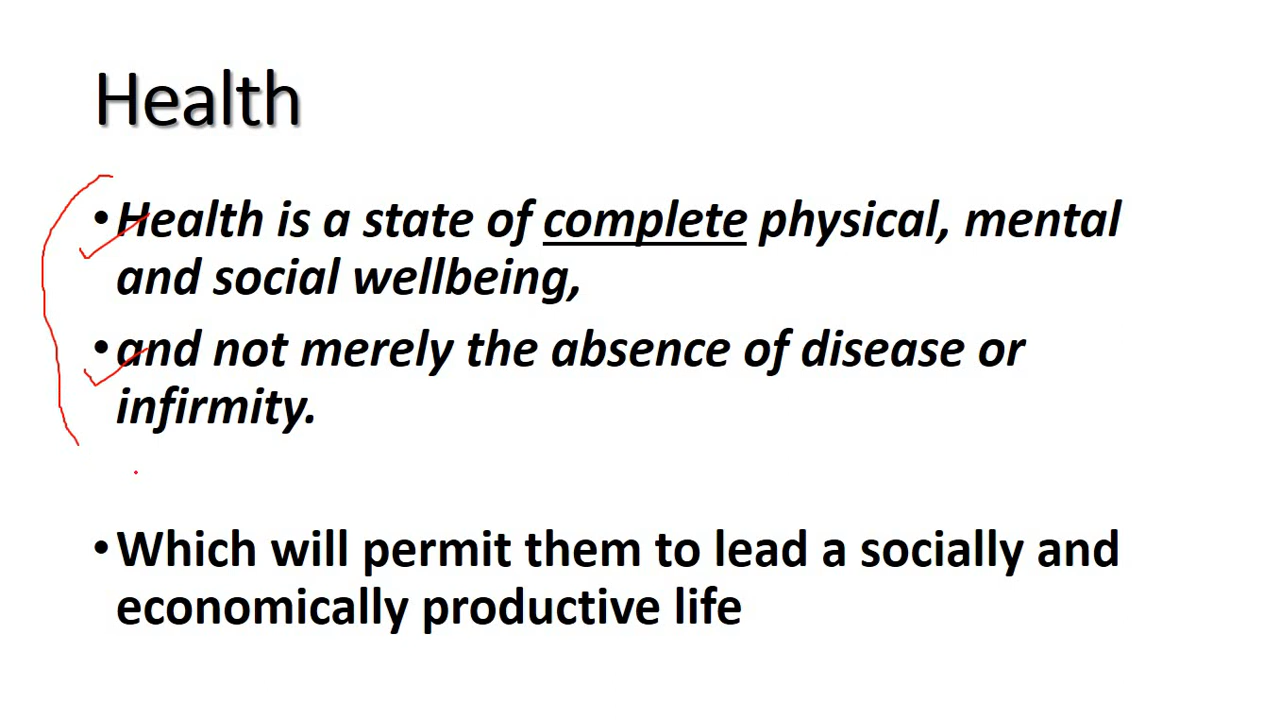 Health
•Health is a state of complete physical, mental
and social wellbeing,
•and not merely the absence of disease or
infirmity.
•Which will permit them to lead a socially and
economically productive life